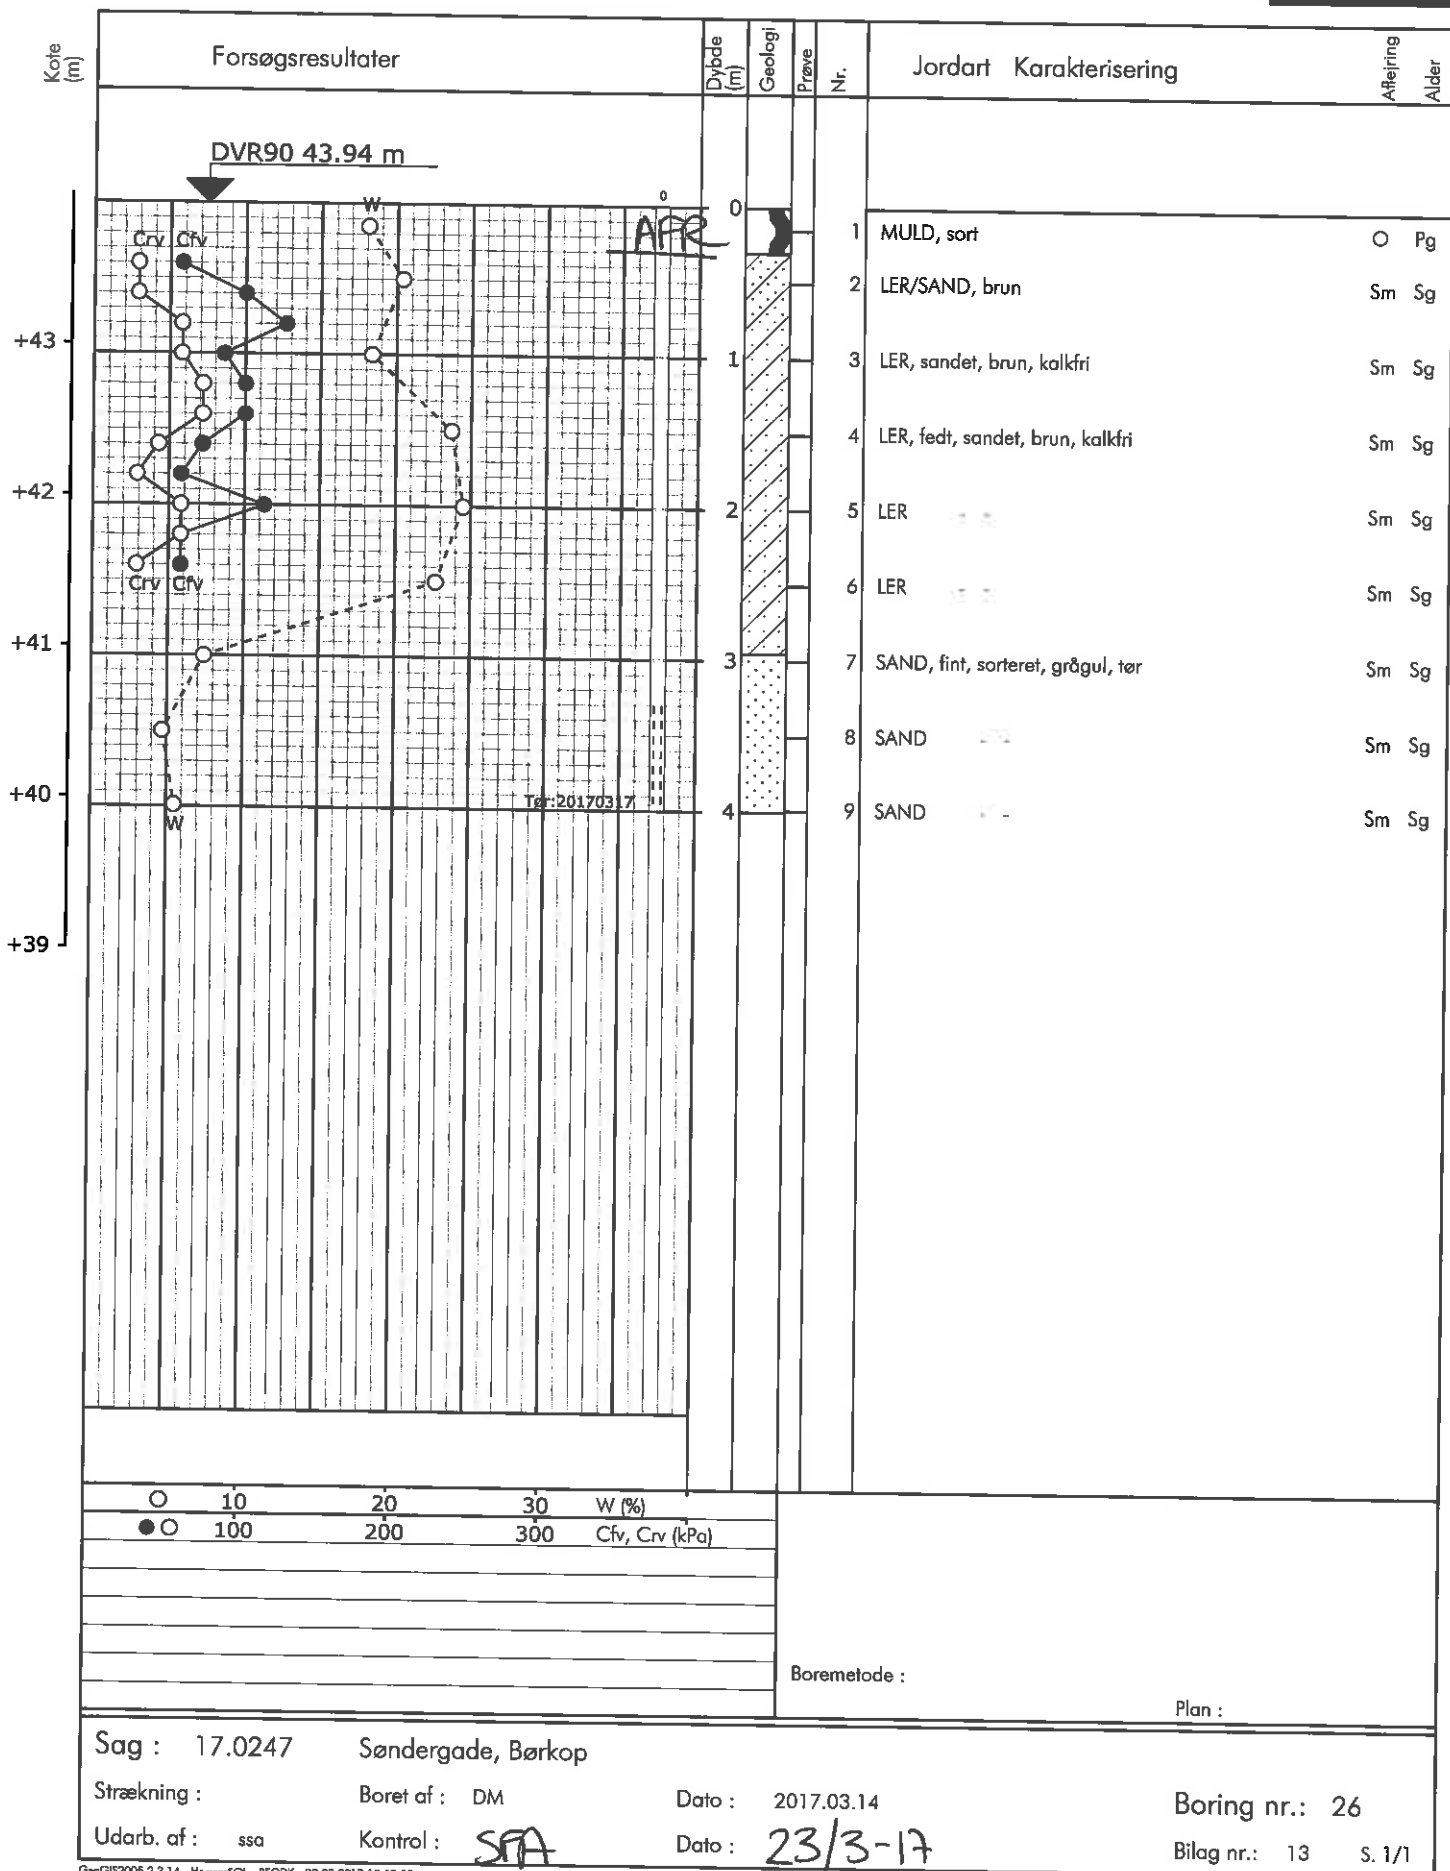 Kote (m)
Forsøgsresultater
Dybde (m)
Geologi
Prøve
Nr.
Jordart Karakterisering
Aflejring
Alder
DVR90 43.94 m
W
0
APR
0
Crv Cfv
1 MULD, sort O Pg
2 LER/SAND, brun Sm Sg
+43
1
3 LER, sandet, brun, kalkfri Sm Sg
4 LER, fedt, sandet, brun, kalkfri Sm Sg
+42
2
5 LER " " Sm Sg
Crv Cfv
6 LER " " Sm Sg
+41
3
7 SAND, fint, sorteret, grågul, tør Sm Sg
8 SAND Sm Sg
+40
Tør:20170317
4
9 SAND Sm Sg
W
+39
10 20 30 W (%)
100 200 300 Cfv, Crv (kPa)
Boremetode :
Plan :
Sag : 17.0247 Søndergade, Børkop
Strækning : Boret af : DM Dato : 2017.03.14 Boring nr.: 26
Udarb. af : ssa Kontrol : Dato : 23/3-17 Bilag nr.: 13 S. 1/1